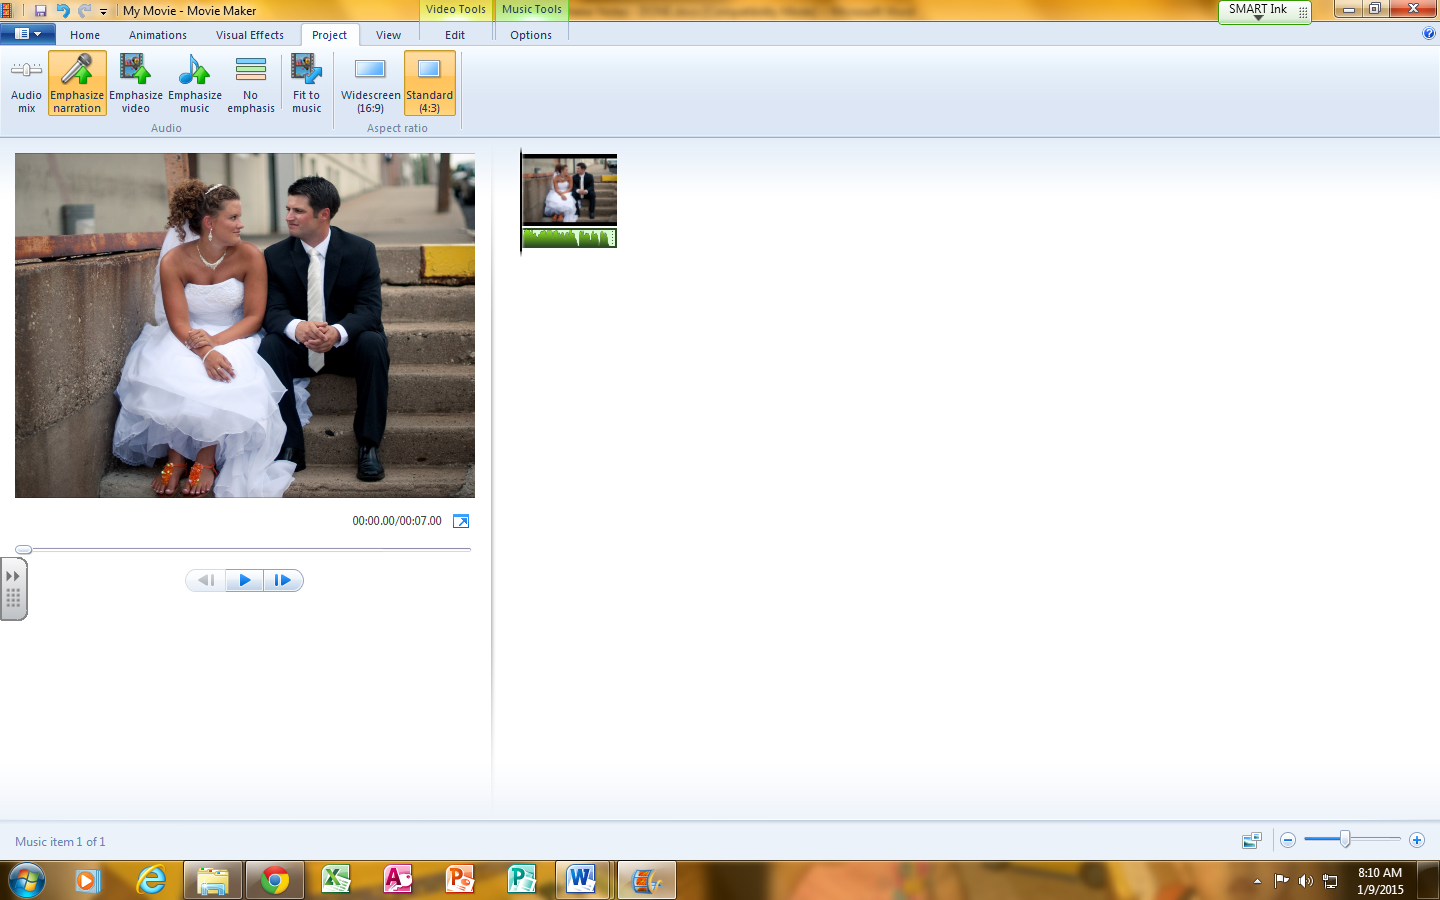 My Movie - Movie Maker
Video Tools
Music Tools
SMART Ink
Home
Animations
Visual Effects
Project
View
Edit
Options
Audio
mix
Emphasize
narration
Emphasize
video
Emphasize
music
No
emphasis
Fit to
music
Widescreen
(16:9)
Standard
(4:3)
Audio
Aspect ratio
00:00.00/00:07.00
Music item 1 of 1
8:10 AM
1/9/2015